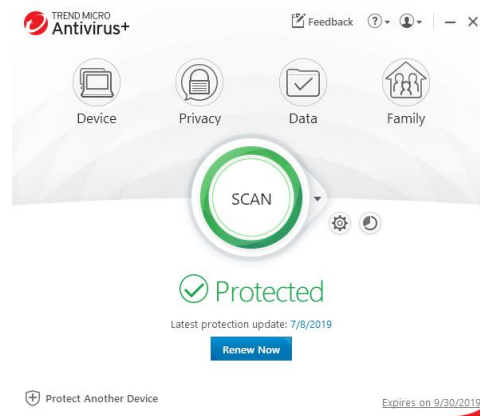 TREND MICRO
Antivirus+
Feedback
?
Device Privacy Data Family
SCAN
Protected
Latest protection update: 7/8/2019
Renew Now
Protect Another Device
Expires on 9/30/2019